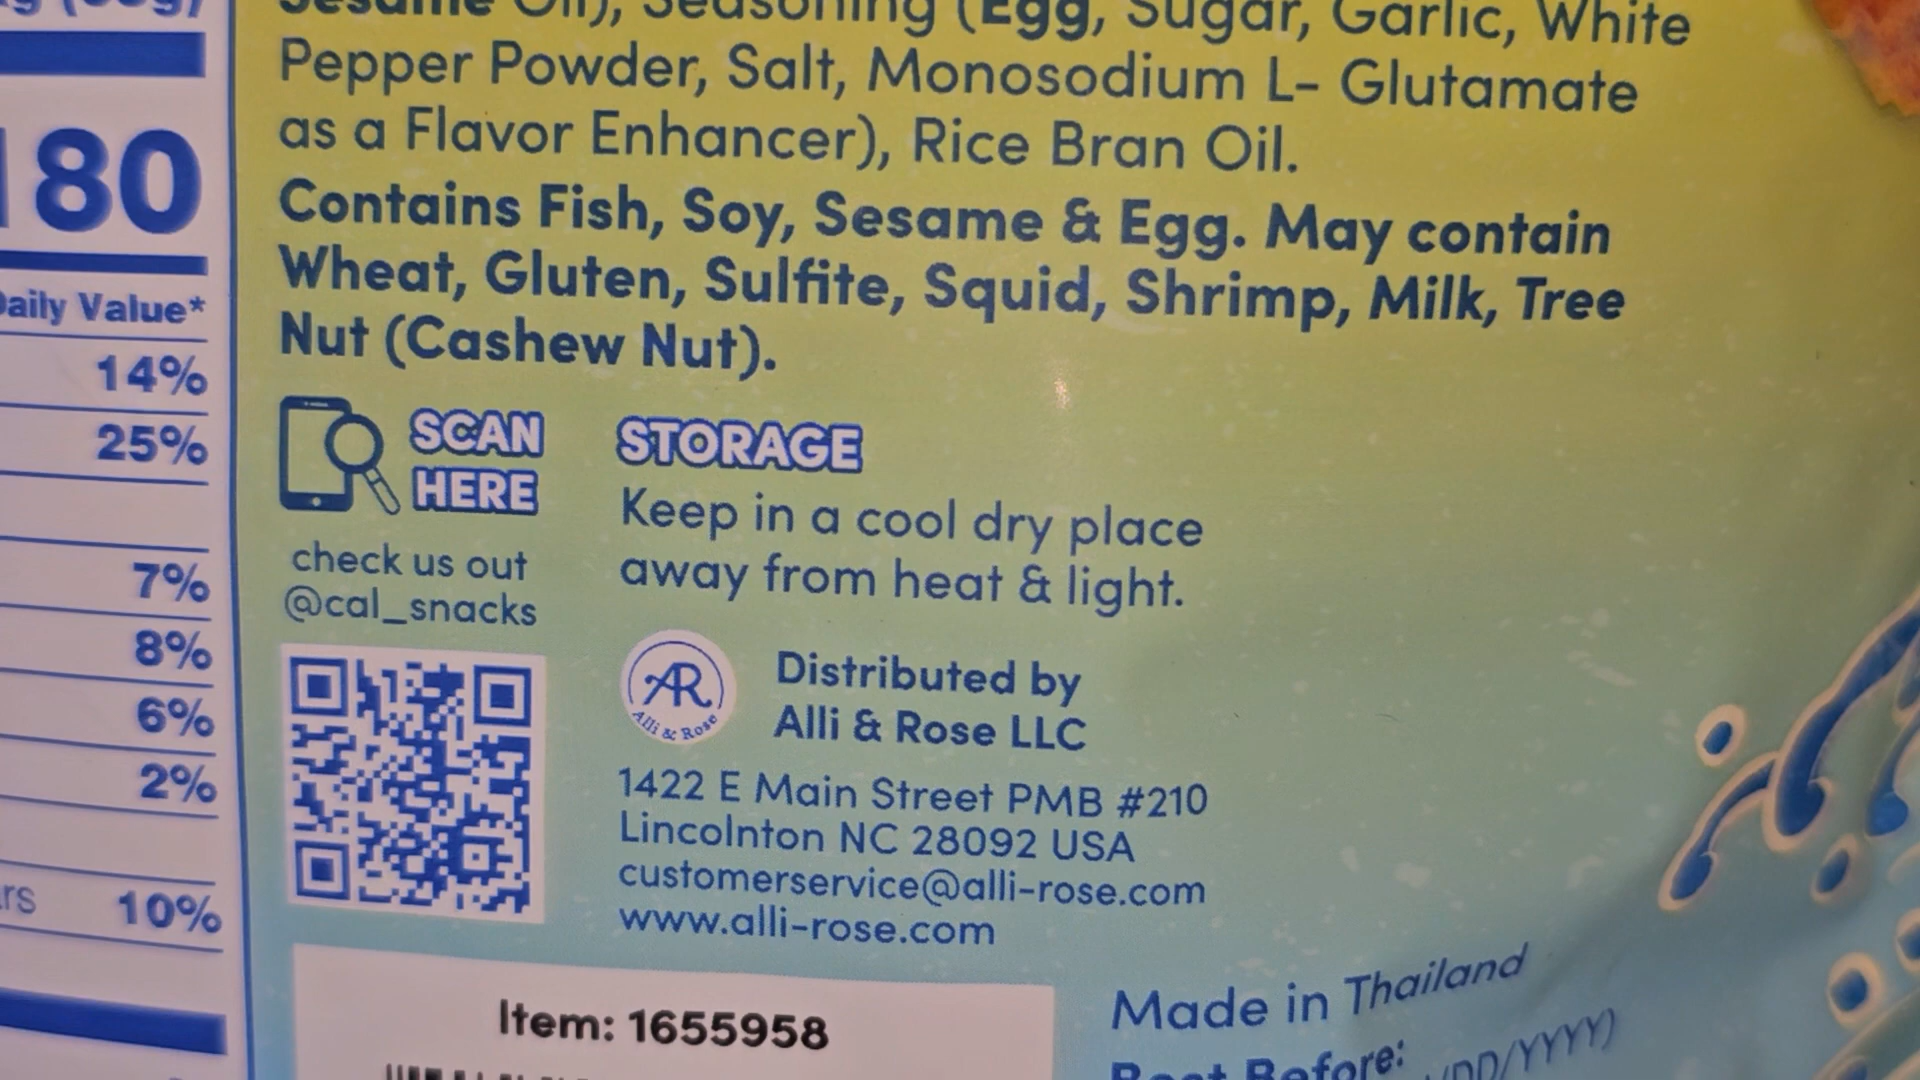 180
Daily Value*
14%
25%
7%
8%
6%
2%
10%
Sesame Oil), Seasoning (Egg, Sugar, Garlic, White
Pepper Powder, Salt, Monosodium L- Glutamate
as a Flavor Enhancer), Rice Bran Oil.
Contains Fish, Soy, Sesame & Egg. May contain
Wheat, Gluten, Sulfite, Squid, Shrimp, Milk, Tree
Nut (Cashew Nut).
SCAN
HERE
check us out
@cal_snacks
STORAGE
Keep in a cool dry place
away from heat & light.
AR
Alli & Rose
Distributed by
Alli & Rose LLC
1422 E Main Street PMB #210
Lincolnton NC 28092 USA
customerservice@alli-rose.com
www.alli-rose.com
Item: 1655958
Made in Thailand
Best Before:
/DD/YYYY)